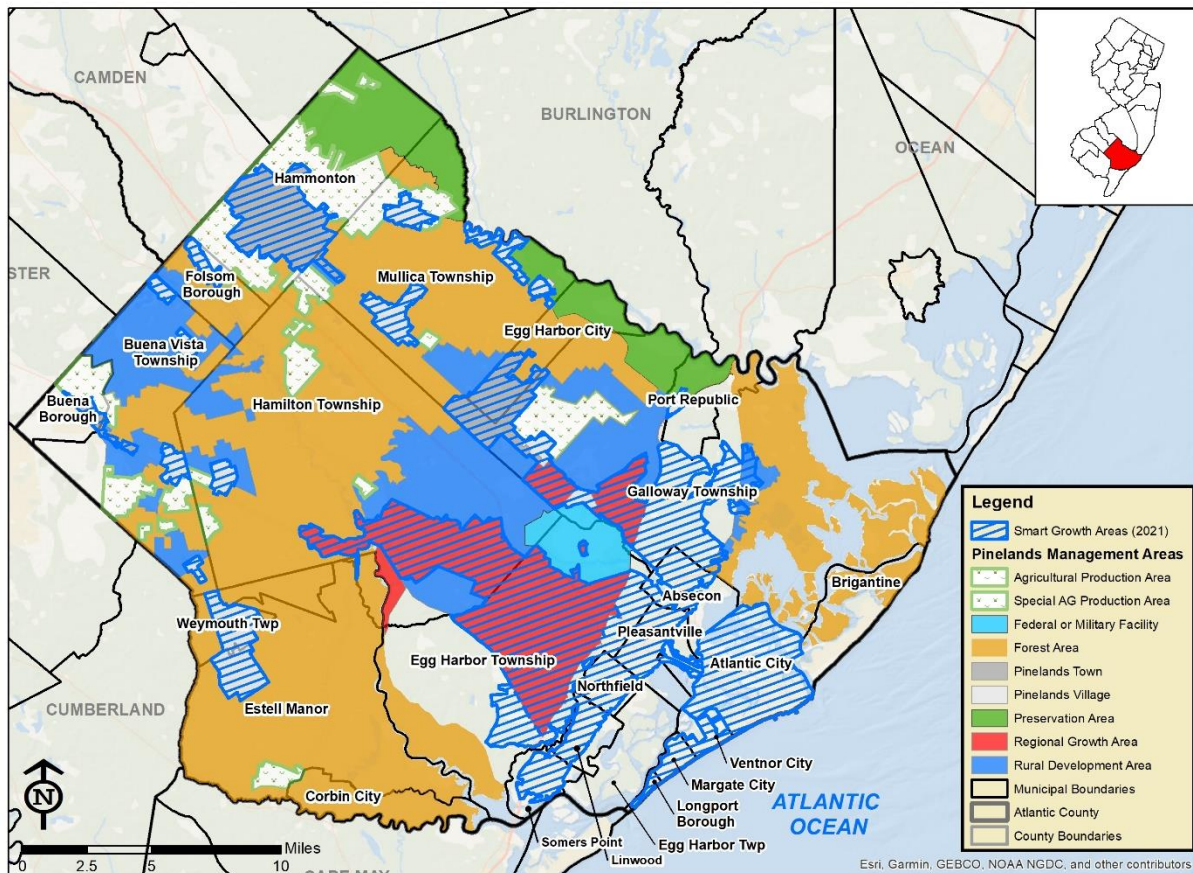 CAMDEN
BURLINGTON
OCEAN
STER
Hammonton
Folsom
Borough
Mullica Township
Buena Vista
Township
Egg Harbor City
Buena
Borough
Hamilton Township
Port Republic
Galloway Township
Absecon
Brigantine
Weymouth Twp
Pleasantville
Egg Harbor Township
Atlantic City
Northfield
CUMBERLAND
Estell Manor
Ventnor City
Margate City
Corbin City
Longport
Borough
ATLANTIC
OCEAN
Somers Point
Linwood
Egg Harbor Twp
CAPE MAY
N
Miles
0 2.5 5 10
Legend
Smart Growth Areas (2021)
Pinelands Management Areas
Agricultural Production Area
Special AG Production Area
Federal or Military Facility
Forest Area
Pinelands Town
Pinelands Village
Preservation Area
Regional Growth Area
Rural Development Area
Municipal Boundaries
Atlantic County
County Boundaries
Esri, Garmin, GEBCO, NOAA NGDC, and other contributors